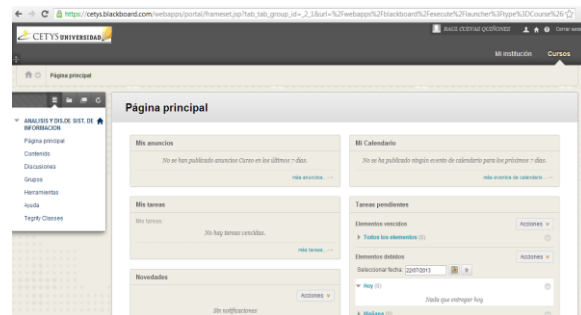 https://cetys.blackboard.com/webapps/portal/frameset.jsp?tab_tab_group_id=_2_1&url=%2Fwebapps%2Fblackboard%2Fexecute%2Flauncher%3Ftype%3DCourse%26
CETYS UNIVERSIDAD
RAUL CUEVAS QUIÑONES
Cerrar
Mi institución
Cursos
Página principal
ANALISIS Y DIS.DE SIST. DE INFORMACION
Página principal
Contenido
Discusiones
Grupos
Herramientas
Ayuda
Tegrity Classes
Página principal
Mis anuncios
No se han publicado anuncios Curso en los últimos 7 días.
más anuncios...
Mi Calendario
No se ha publicado ningún evento de calendario para los próximos 7 días.
más eventos de calendario...
Mis tareas
Mis tareas:
No hay tareas vencidas.
más tareas...
Novedades
Acciones
Sin notificaciones
Tareas pendientes
Elementos vencidos
Acciones
Todos los elementos (0)
Elementos debidos
Acciones
Seleccionar fecha: 22/07/2013
Hoy (0)
Nada que entregar hoy
Mañana (0)